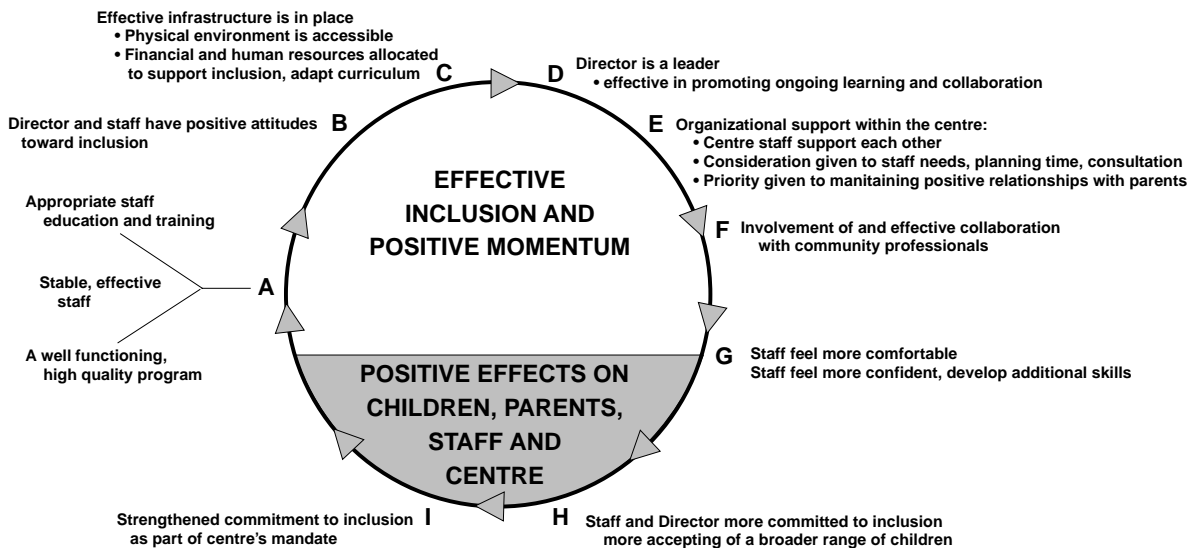 Effective infrastructure is in place
• Physical environment is accessible
• Financial and human resources allocated
to support inclusion, adapt curriculum
C
D
Director is a leader
• effective in promoting ongoing learning and collaboration
B
Director and staff have positive attitudes
toward inclusion
E
Organizational support within the centre:
• Centre staff support each other
• Consideration given to staff needs, planning time, consultation
• Priority given to manitaining positive relationships with parents
EFFECTIVE
INCLUSION AND
POSITIVE MOMENTUM
Appropriate staff
education and training
Stable, effective
staff
A well functioning,
high quality program
A
F
Involvement of and effective collaboration
with community professionals
G
Staff feel more comfortable
Staff feel more confident, develop additional skills
POSITIVE EFFECTS ON
CHILDREN, PARENTS,
STAFF AND
CENTRE
H
Staff and Director more committed to inclusion
more accepting of a broader range of children
I
Strengthened commitment to inclusion
as part of centre's mandate